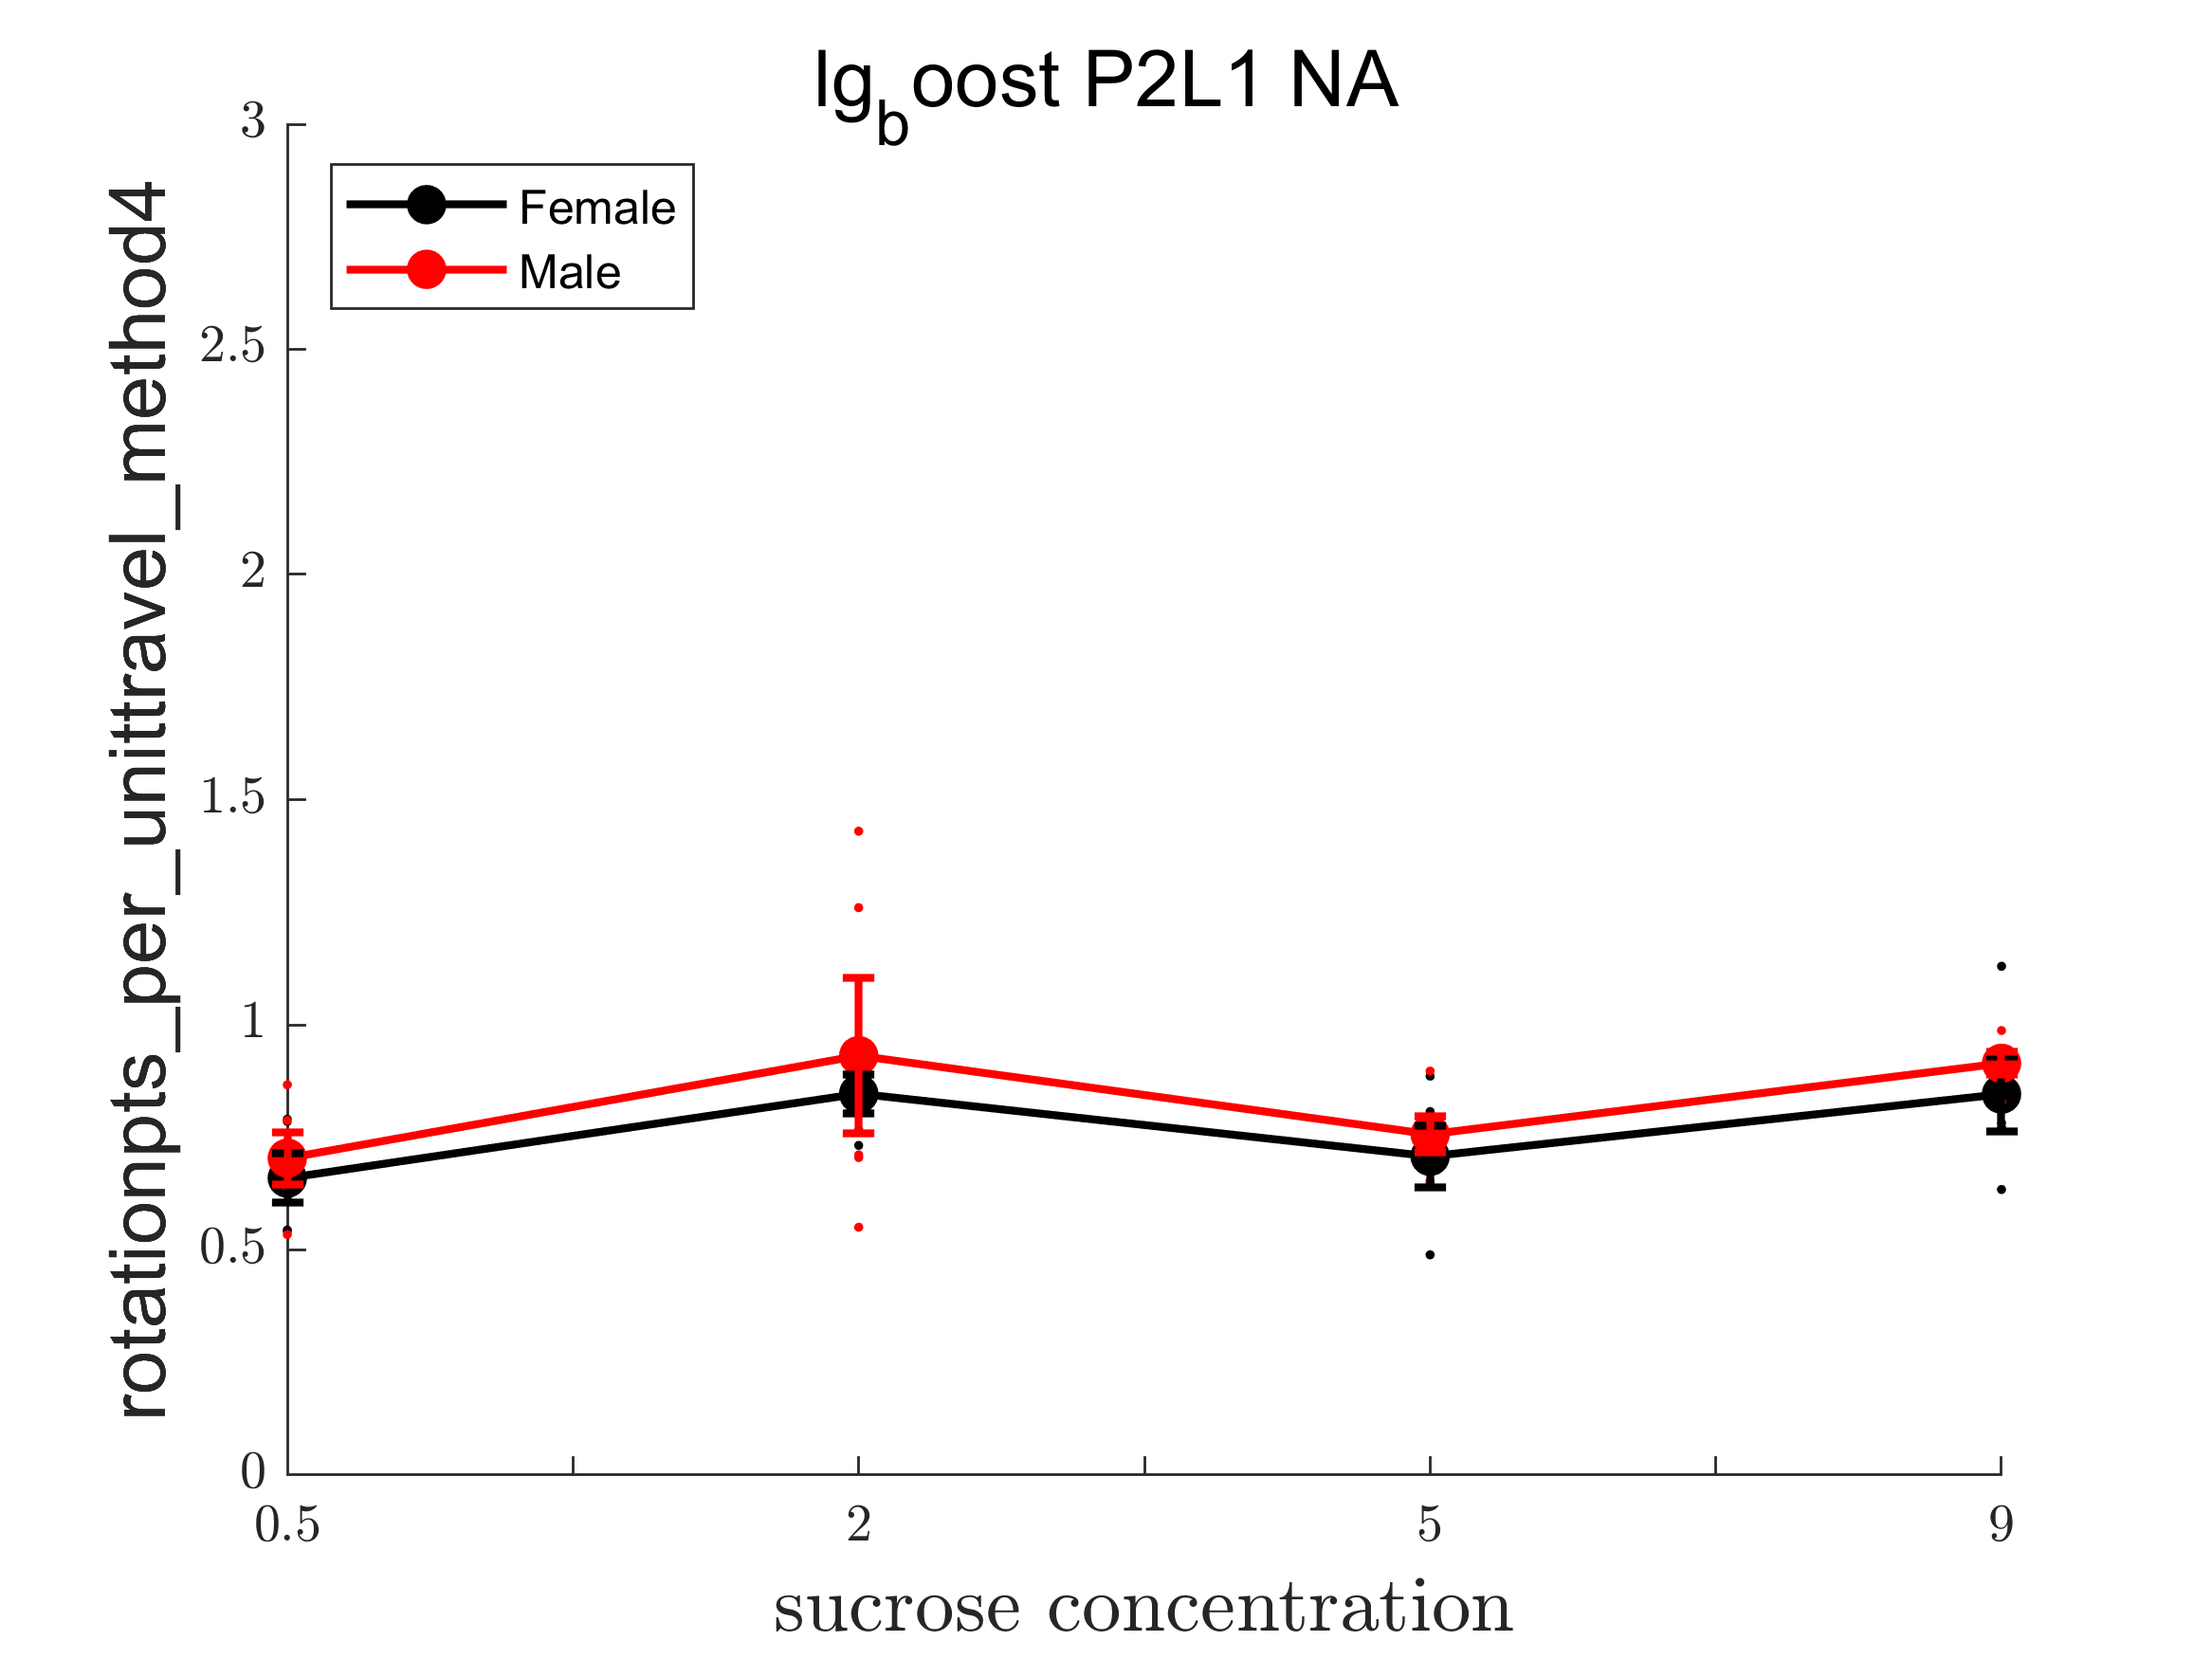 lg_boost P2L1 NA
rotationpts_per_unittravel_method4
3
2.5
2
1.5
1
0.5
0
Female
Male
0.5 2 5 9
sucrose concentration